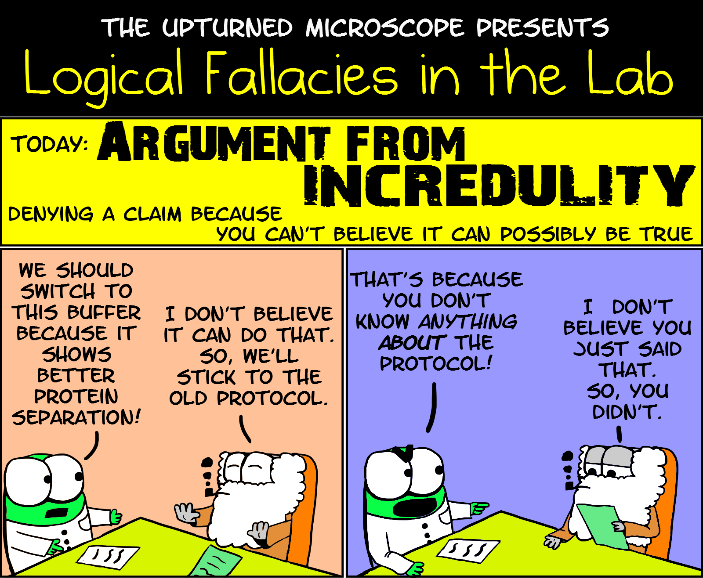 THE UPTURNED MICROSCOPE PRESENTS
Logical Fallacies in the Lab
TODAY: ARGUMENT FROM
INCREDULITY
DENYING A CLAIM BECAUSE
YOU CAN'T BELIEVE IT CAN POSSIBLY BE TRUE
WE SHOULD
SWITCH TO
THIS BUFFER
BECAUSE IT
SHOWS
BETTER
PROTEIN
SEPARATION!
I DON'T BELIEVE
IT CAN DO THAT.
SO, WE'LL
STICK TO THE
OLD PROTOCOL.
THAT'S BECAUSE
YOU DON'T
KNOW ANYTHING
ABOUT THE
PROTOCOL!
I DON'T
BELIEVE YOU
JUST SAID
THAT.
SO, YOU
DIDN'T.